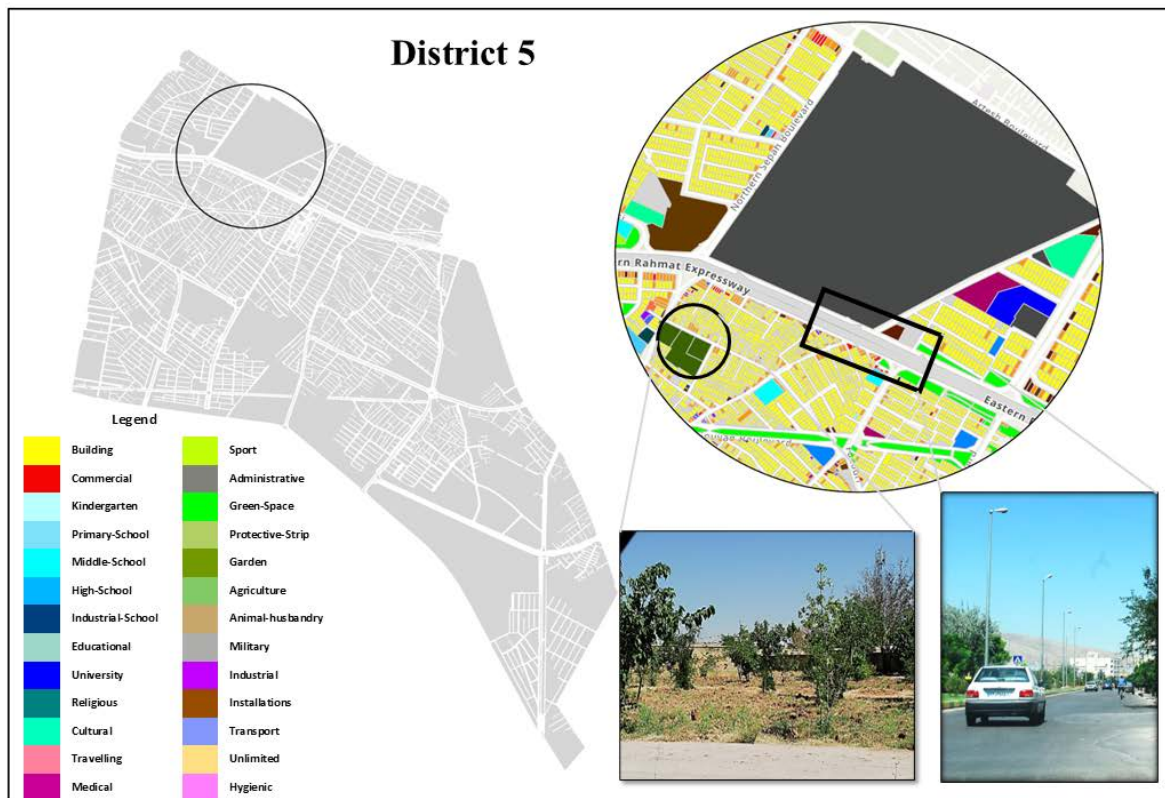 District 5
Northern Sepah Boulevard
Artesh Boulevard
ern Rahmat Expressway
Eastern
Legend
Building
Commercial
Kindergarten
Primary-School
Middle-School
High-School
Industrial-School
Educational
University
Religious
Cultural
Travelling
Medical
Sport
Administrative
Green-Space
Protective-Strip
Garden
Agriculture
Animal-husbandry
Military
Industrial
Installations
Transport
Unlimited
Hygienic